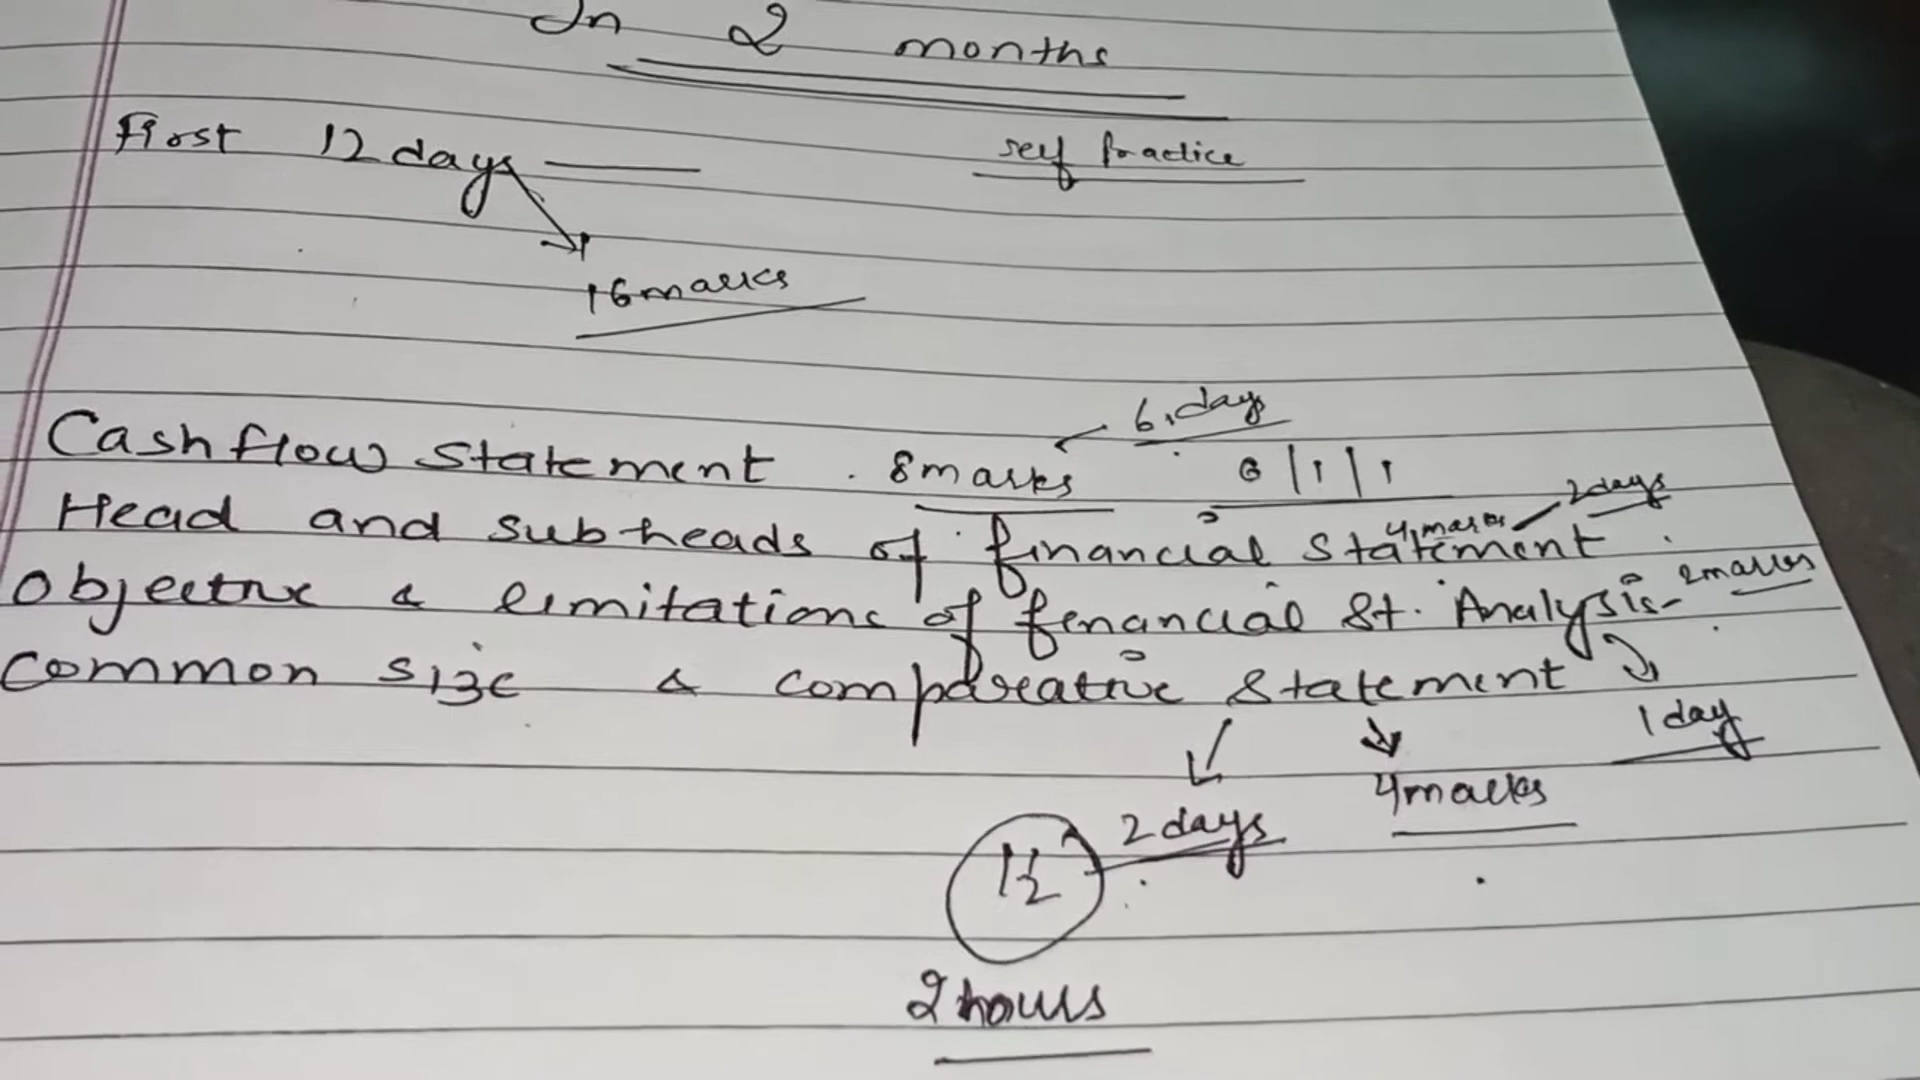 In 2 months
First 12 days
self Practice
16 marks
6 days
Cash flow statement. 8 marks
6 | 1 | 1
2 days
Head and subheads of financial statement
4 marks
Objective & limitations of financial St. Analysis - 2 marks
Common size & comparative Statement
1 day
2 days
4 marks
1½
2 hours